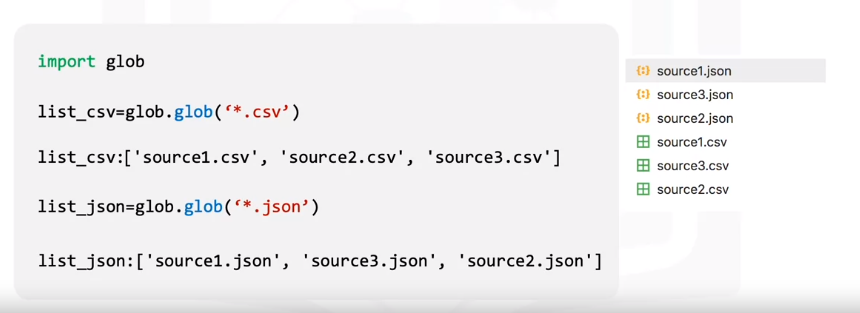 import glob
list_csv=glob.glob(‘*.csv’)
list_csv:['source1.csv', 'source2.csv', 'source3.csv']
list_json=glob.glob(‘*.json’)
list_json:['source1.json', 'source3.json', 'source2.json']
source1.json
source3.json
source2.json
source1.csv
source3.csv
source2.csv